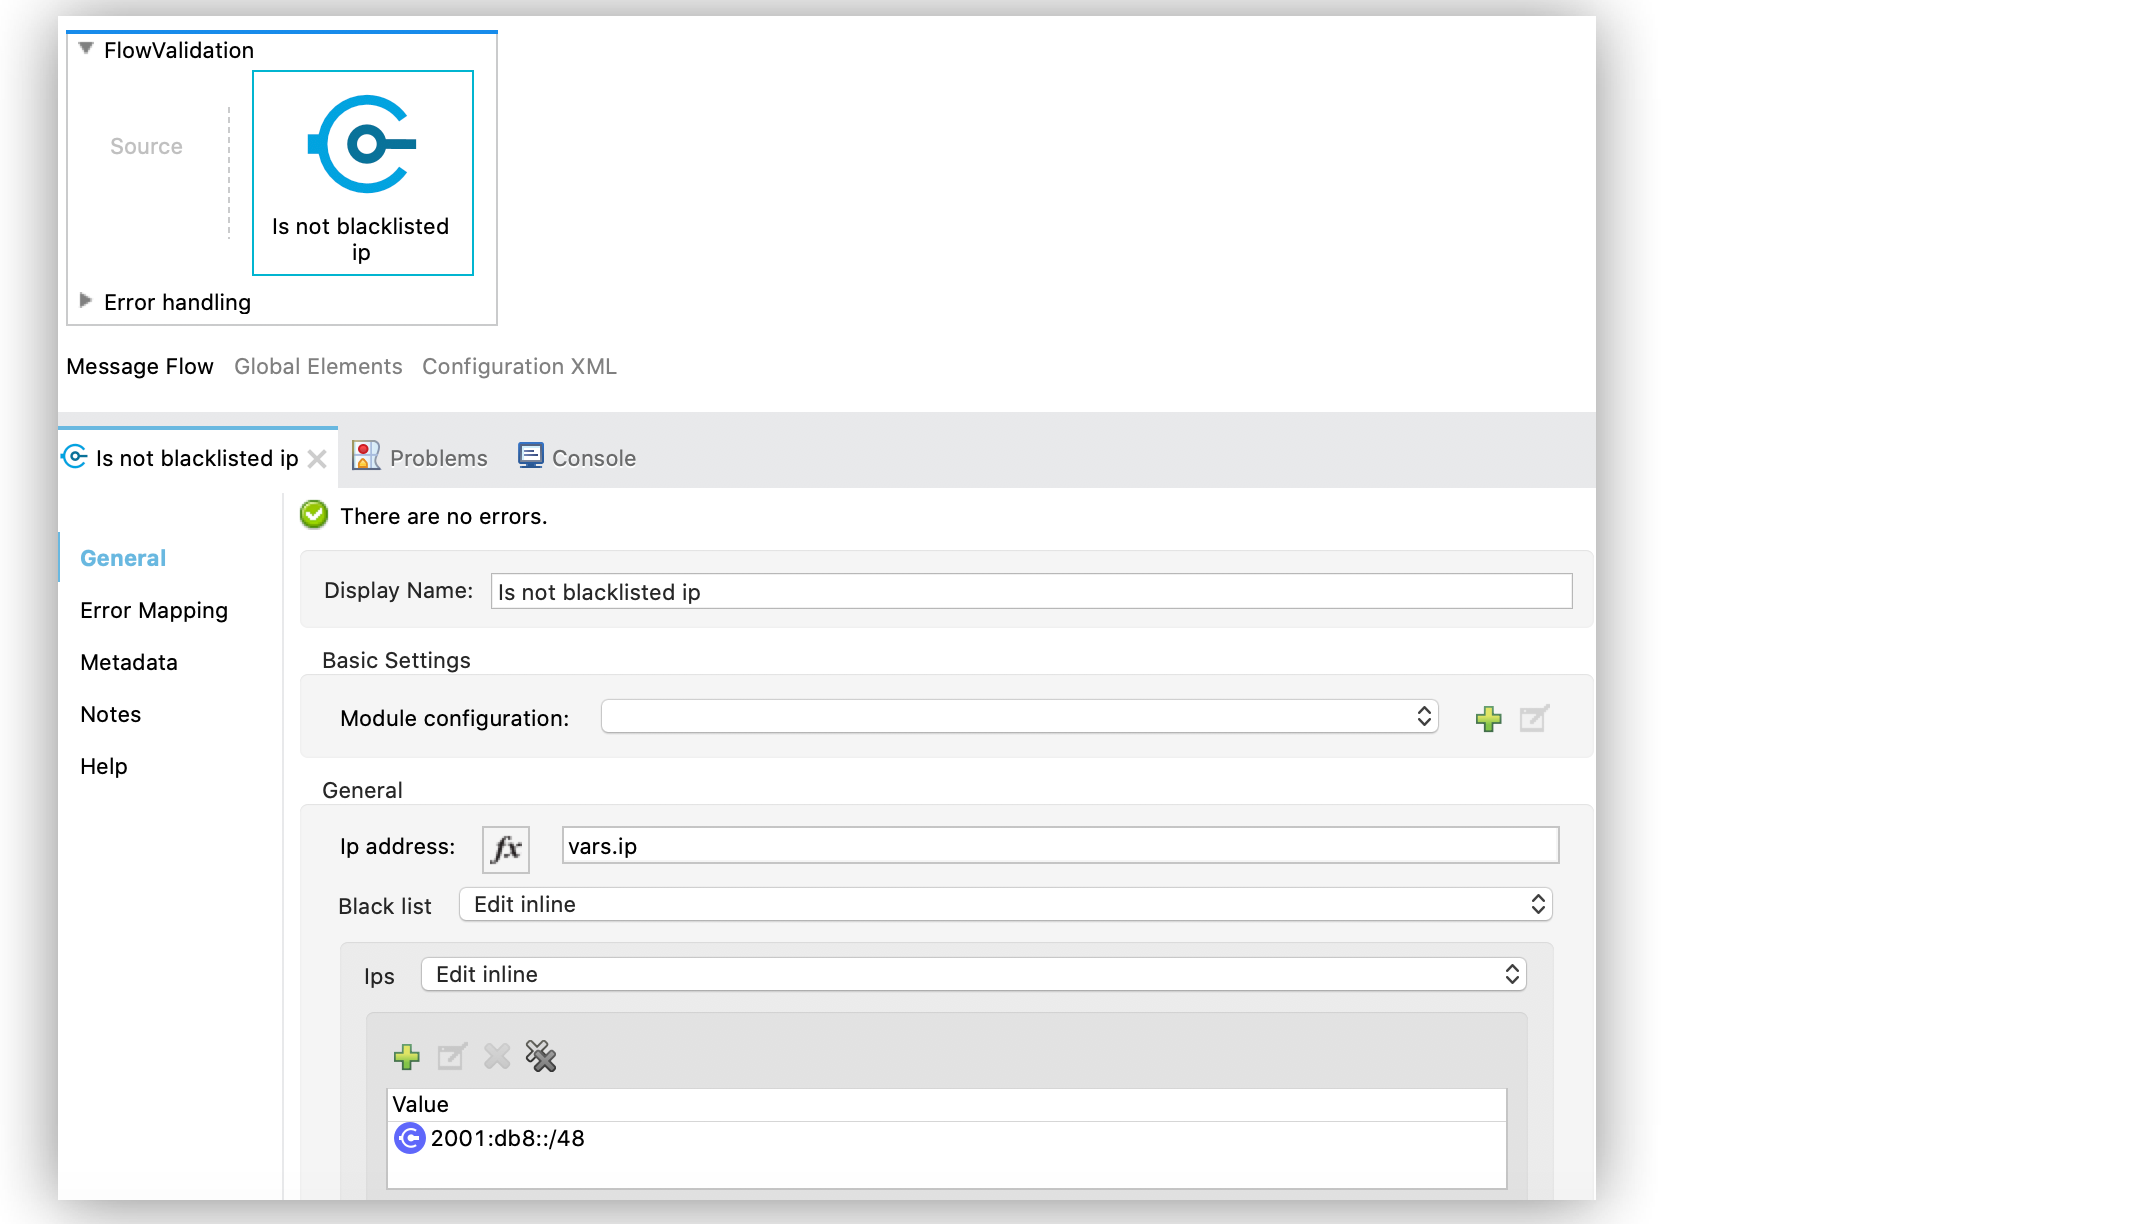 FlowValidation
Source
Is not blacklisted
ip
Error handling
Message Flow Global Elements Configuration XML
Is not blacklisted ip Problems Console
There are no errors.
General
Display Name: Is not blacklisted ip
Error Mapping
Basic Settings
Metadata
Module configuration:
Notes
Help
General
Ip address: fx vars.ip
Black list Edit inline
Ips Edit inline
Value
2001:db8::/48